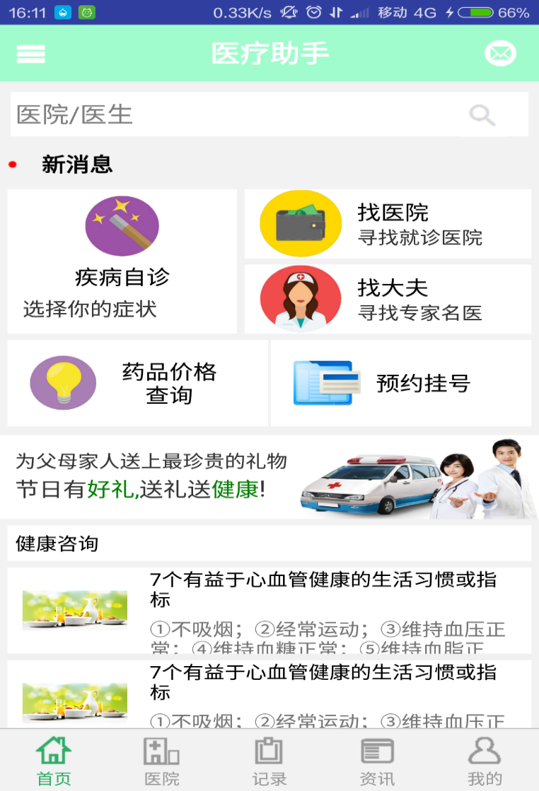 16:11 0.33K/s 移动 4G 66%
医疗助手
医院/医生
新消息
疾病自诊
选择你的症状
找医院
寻找就诊医院
找大夫
寻找专家名医
药品价格
查询
预约挂号
为父母家人送上最珍贵的礼物
节日有好礼,送礼送健康!
健康咨询
7个有益于心血管健康的生活习惯或指
标
①不吸烟；②经常运动；③维持血压正
常；④维持血糖正常；⑤维持血脂正
7个有益于心血管健康的生活习惯或指
标
①不吸烟；②经常运动；③维持血压正
首页 医院 记录 资讯 我的